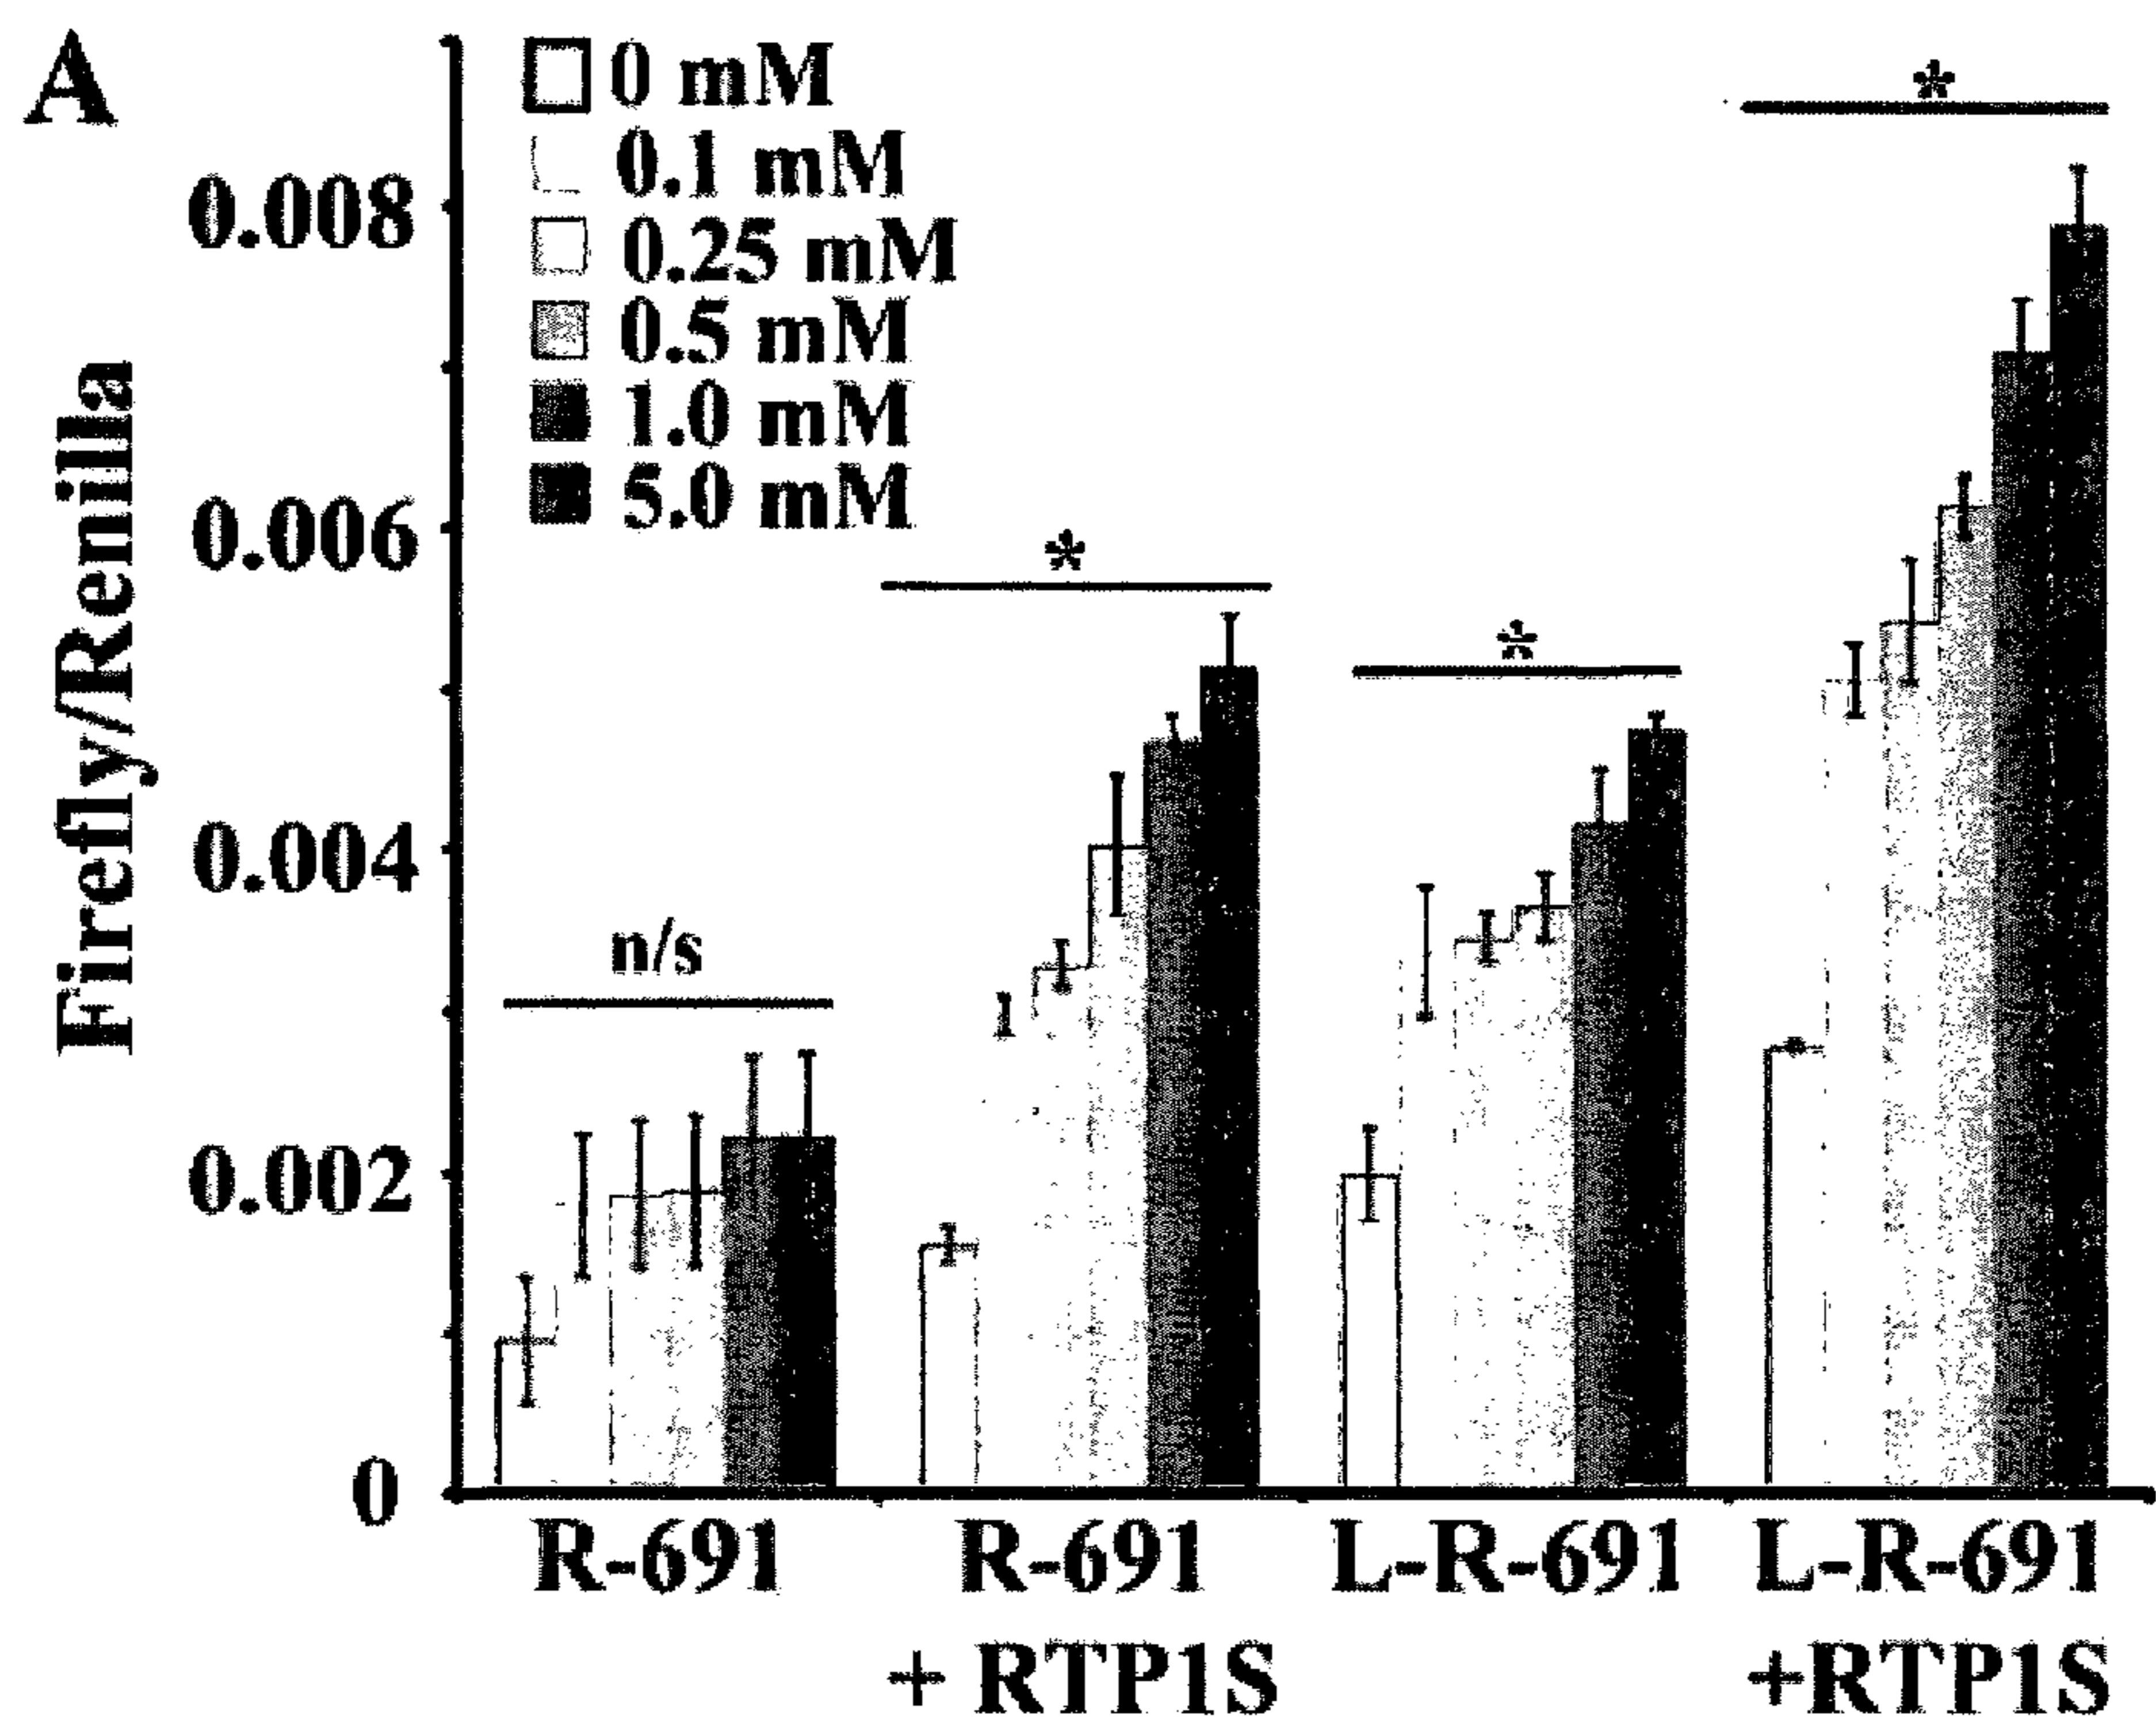 A
0 mM
0.1 mM
0.25 mM
0.5 mM
1.0 mM
5.0 mM
Firefly/Renilla
0.008
0.006
0.004
0.002
0
n/s
*
*
*
R-691
R-691
+ RTP1S
L-R-691
L-R-691
+RTP1S